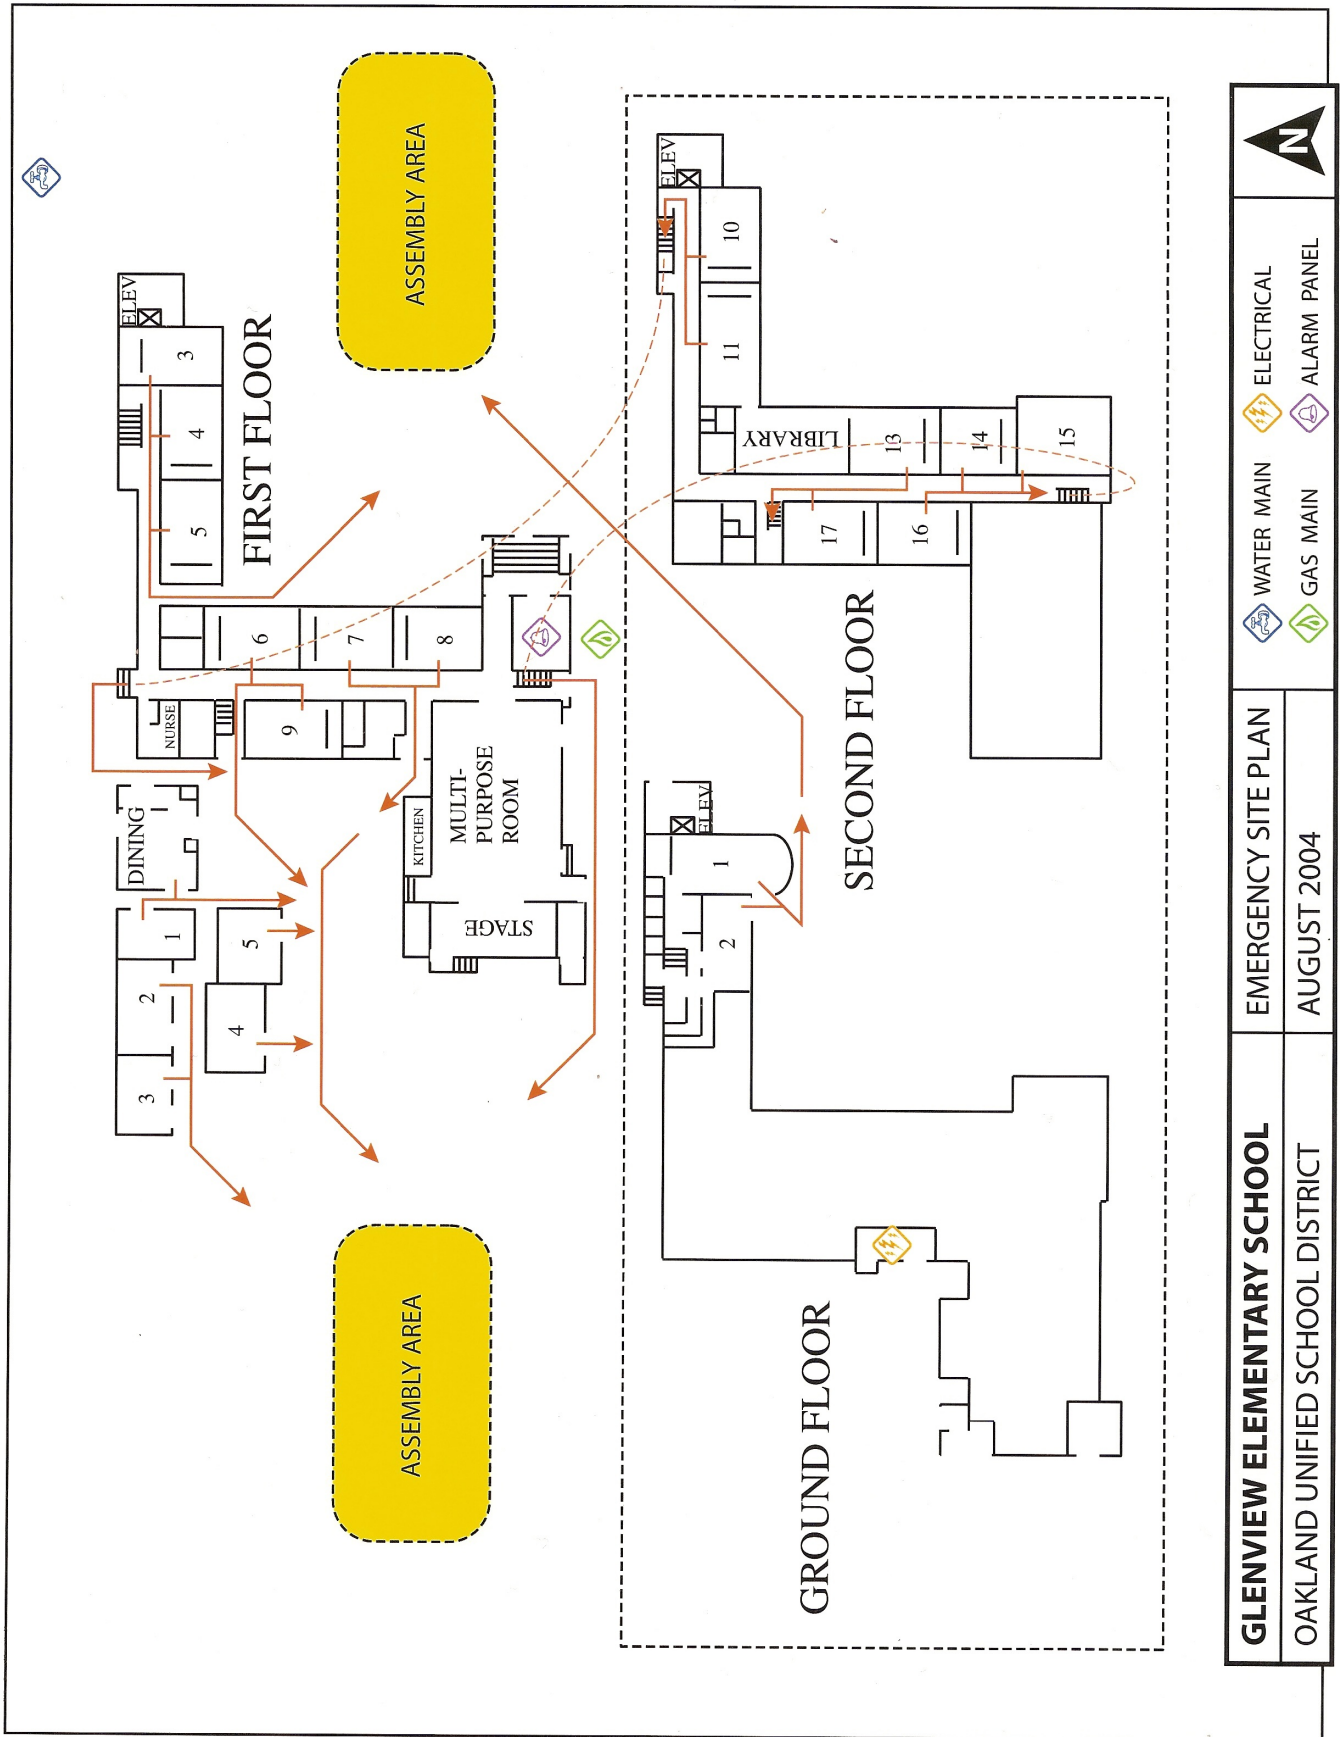 ASSEMBLY AREA
ELEV
3
4
5
FIRST FLOOR
6
7
8
NURSE
9
DINING
KITCHEN
MULTI-
PURPOSE
ROOM
STAGE
1
2
3
5
4
ASSEMBLY AREA
ELEV
10
11
LIBRARY
13
14
15
17
16
SECOND FLOOR
ELEV
1
2
GROUND FLOOR
GLENVIEW ELEMENTARY SCHOOL
OAKLAND UNIFIED SCHOOL DISTRICT
EMERGENCY SITE PLAN
AUGUST 2004
WATER MAIN
ELECTRICAL
GAS MAIN
ALARM PANEL
N